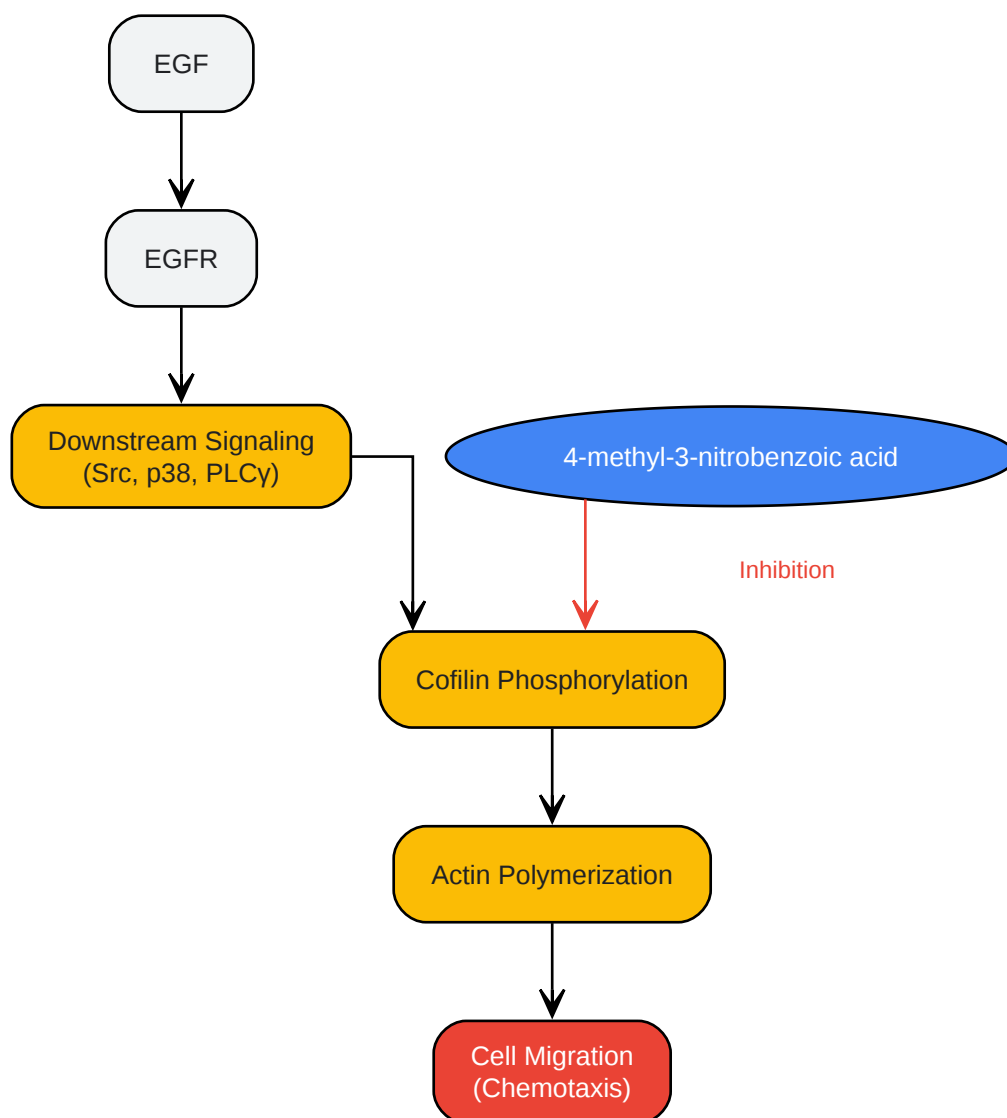 EGF
EGFR
Downstream Signaling
(Src, p38, PLCγ)
4-methyl-3-nitrobenzoic acid
Inhibition
Cofilin Phosphorylation
Actin Polymerization
Cell Migration
(Chemotaxis)